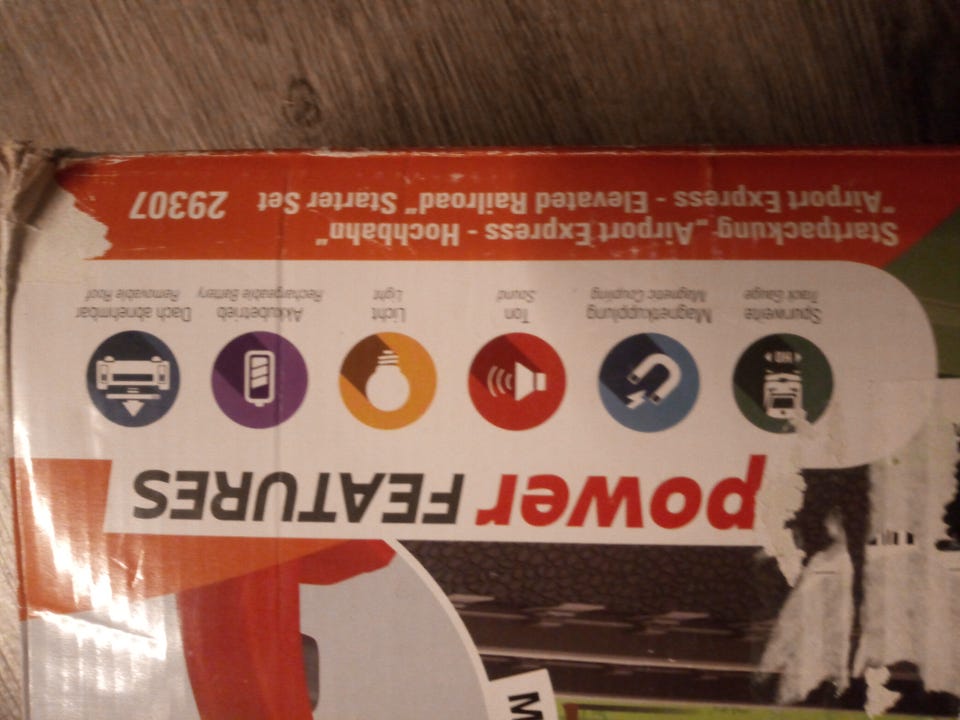 power FEATURES
HO
Spurweite
Track Gauge
Magnetkupplung
Magnetic Coupling
Ton
Sound
Licht
Light
Akkubetrieb
Rechargeable Battery
Dach abnehmbar
Removable Roof
Startpackung „Airport Express - Hochbahn"
"Airport Express - Elevated Railroad" Starter Set 29307